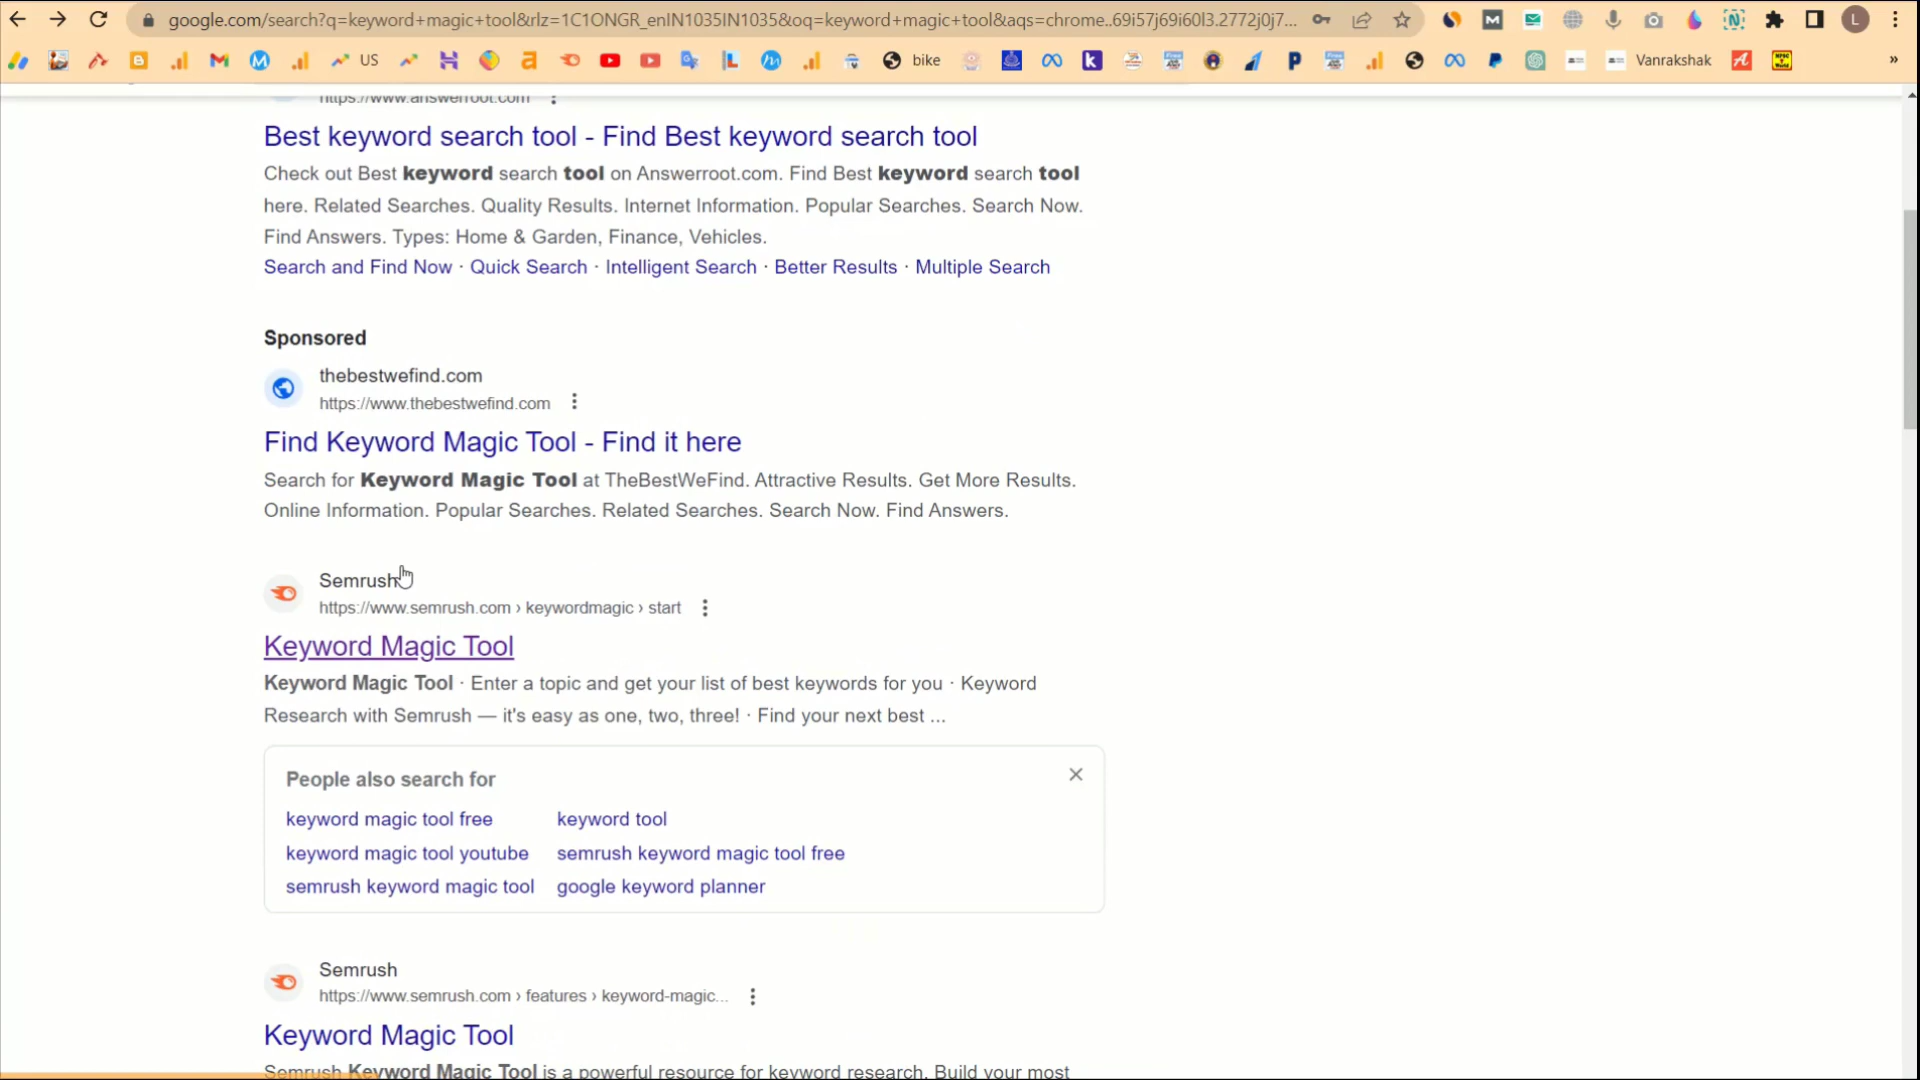 google.com/search?q=keyword+magic+tool&rlz=1C1ONGR_enIN1035IN1035&oq=keyword+magic+tool&aqs=chrome..69i57j69i60l3.2772j0j7...
L
US
bike
Vanrakshak
»
https://www.answerroot.com
Best keyword search tool - Find Best keyword search tool
Check out Best keyword search tool on Answerroot.com. Find Best keyword search tool
here. Related Searches. Quality Results. Internet Information. Popular Searches. Search Now.
Find Answers. Types: Home & Garden, Finance, Vehicles.
Search and Find Now · Quick Search · Intelligent Search · Better Results · Multiple Search
Sponsored
thebestwefind.com
https://www.thebestwefind.com
Find Keyword Magic Tool - Find it here
Search for Keyword Magic Tool at TheBestWeFind. Attractive Results. Get More Results.
Online Information. Popular Searches. Related Searches. Search Now. Find Answers.
Semrush
https://www.semrush.com › keywordmagic › start
Keyword Magic Tool
Keyword Magic Tool · Enter a topic and get your list of best keywords for you · Keyword
Research with Semrush — it's easy as one, two, three! · Find your next best ...
People also search for
keyword magic tool free
keyword tool
keyword magic tool youtube
semrush keyword magic tool free
semrush keyword magic tool
google keyword planner
Semrush
https://www.semrush.com › features › keyword-magic...
Keyword Magic Tool
Semrush Keyword Magic Tool is a powerful resource for keyword research. Build your most